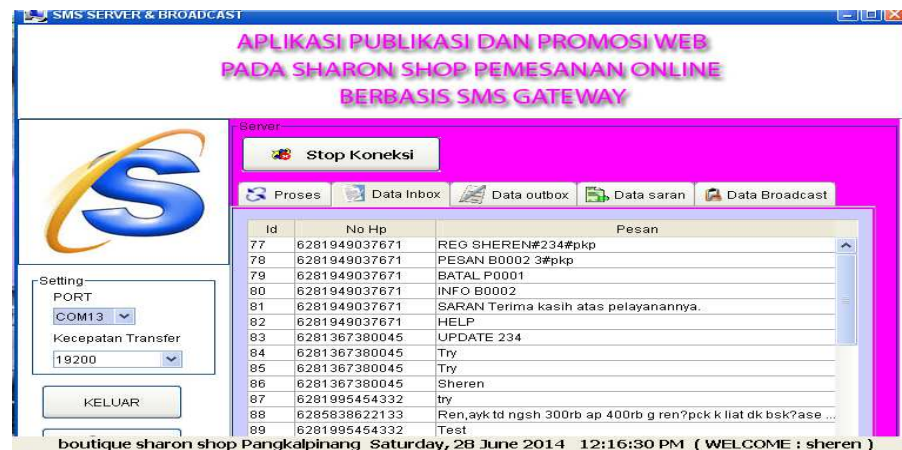 SMS SERVER & BROADCAST
APLIKASI PUBLIKASI DAN PROMOSI WEB
PADA SHARON SHOP PEMESANAN ONLINE
BERBASIS SMS GATEWAY
Server
Stop Koneksi
Proses Data Inbox Data outbox Data saran Data Broadcast
Id No Hp Pesan
77 6281949037671 REG SHEREN#234#pkp
78 6281949037671 PESAN B0002 3#pkp
79 6281949037671 BATAL P0001
80 6281949037671 INFO B0002
81 6281949037671 SARAN Terima kasih atas pelayanannya.
82 6281949037671 HELP
83 6281367380045 UPDATE 234
84 6281367380045 Try
85 6281367380045 Try
86 6281367380045 Sheren
87 6281995454332 try
88 6285838622133 Ren,ayk td ngsh 300rb ap 400rb g ren?pck k liat dk bsk?ase ...
89 6281995454332 Test
Setting
PORT
COM13
Kecepatan Transfer
19200
KELUAR
boutique sharon shop Pangkalpinang Saturday, 28 June 2014 12:16:30 PM ( WELCOME : sheren )